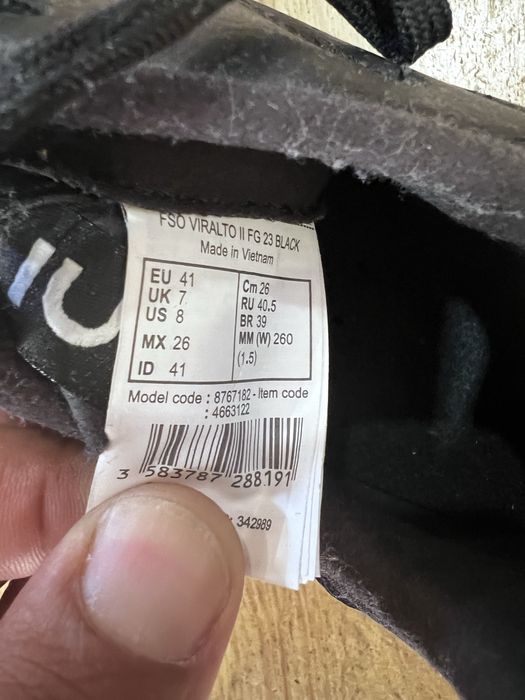 FSO VIRALTO II FG 23 BLACK
Made in Vietnam
EU 41
UK 7
US 8
MX 26
ID 41
Cm 26
RU 40.5
BR 39
MM (W) 260
(1.5)
Model code : 8767182 - Item code
: 4663122
3 583787 288191
342989